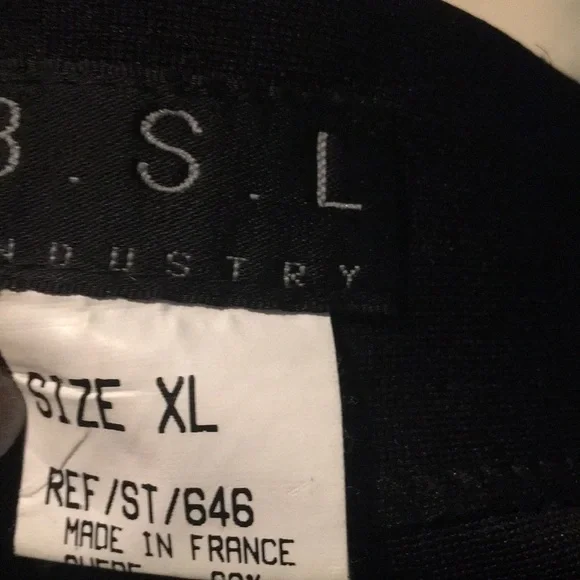 .S.L
NDUSTRY
SIZE XL
REF/ST/646
MADE IN FRANCE